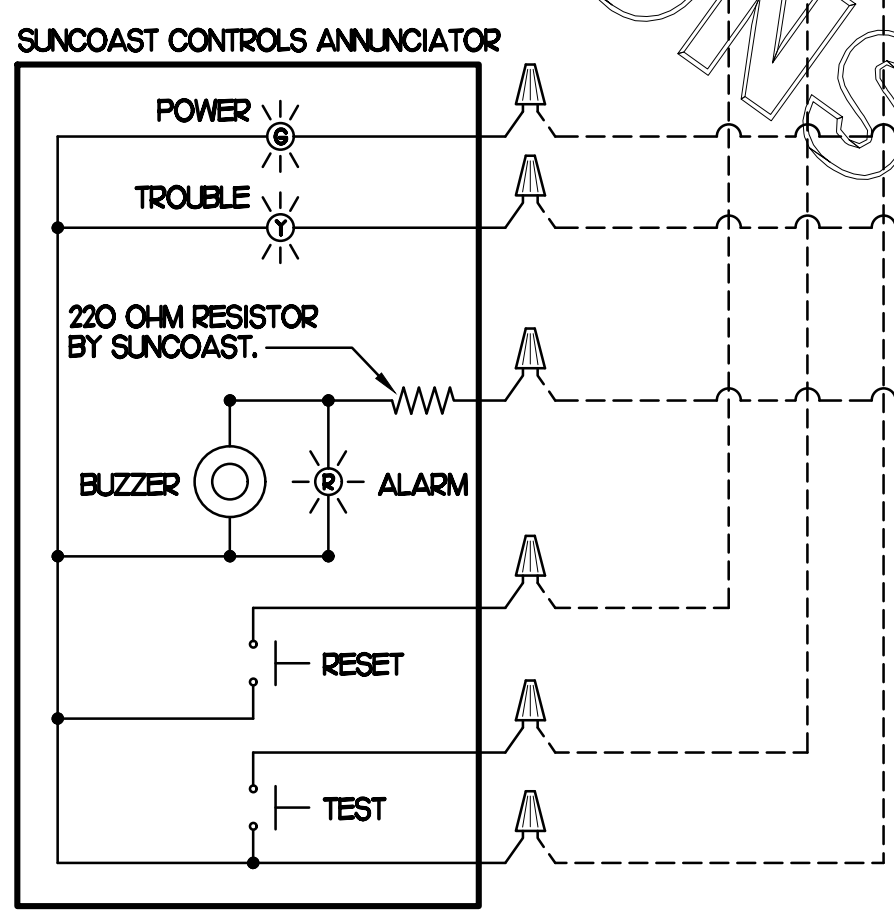 SUNCOAST CONTROLS ANNUNCIATOR
POWER
G
TROUBLE
Y
220 OHM RESISTOR
BY SUNCOAST.
BUZZER
R
ALARM
RESET
TEST